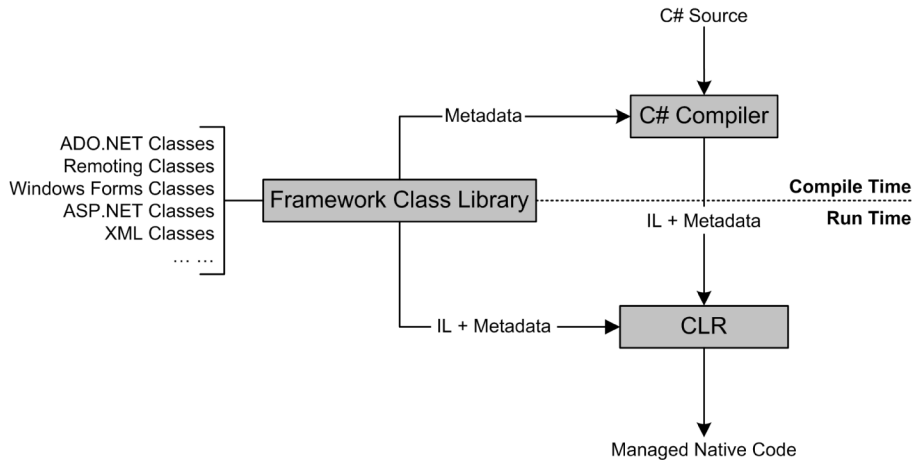 C# Source
Metadata
C# Compiler
ADO.NET Classes
Remoting Classes
Windows Forms Classes
ASP.NET Classes
XML Classes
... ...
Framework Class Library
Compile Time
Run Time
IL + Metadata
IL + Metadata
CLR
Managed Native Code